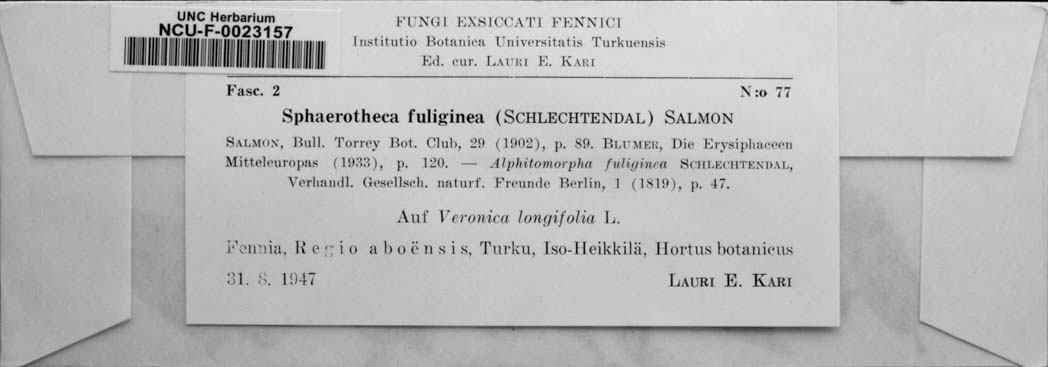 UNC Herbarium
NCU-F-0023157
FUNGI EXSICCATI FENNICI
Institutio Botanica Universitatis Turkuensis
Ed. cur. LAURI E. KARI
Fasc. 2 N:o 77
Sphaerotheca fuliginea (SCHLECHTENDAL) SALMON
SALMON, Bull. Torrey Bot. Club, 29 (1902), p. 89. BLUMER, Die Erysiphaceen
Mitteleuropas (1933), p. 120. — Alphitomorpha fuliginea SCHLECHTENDAL,
Verhandl. Gesellsch. naturf. Freunde Berlin, 1 (1819), p. 47.
Auf Veronica longifolia L.
Fennia, Regio aboënsis, Turku, Iso-Heikkilä, Hortus botanicus
31. 8. 1947 LAURI E. KARI